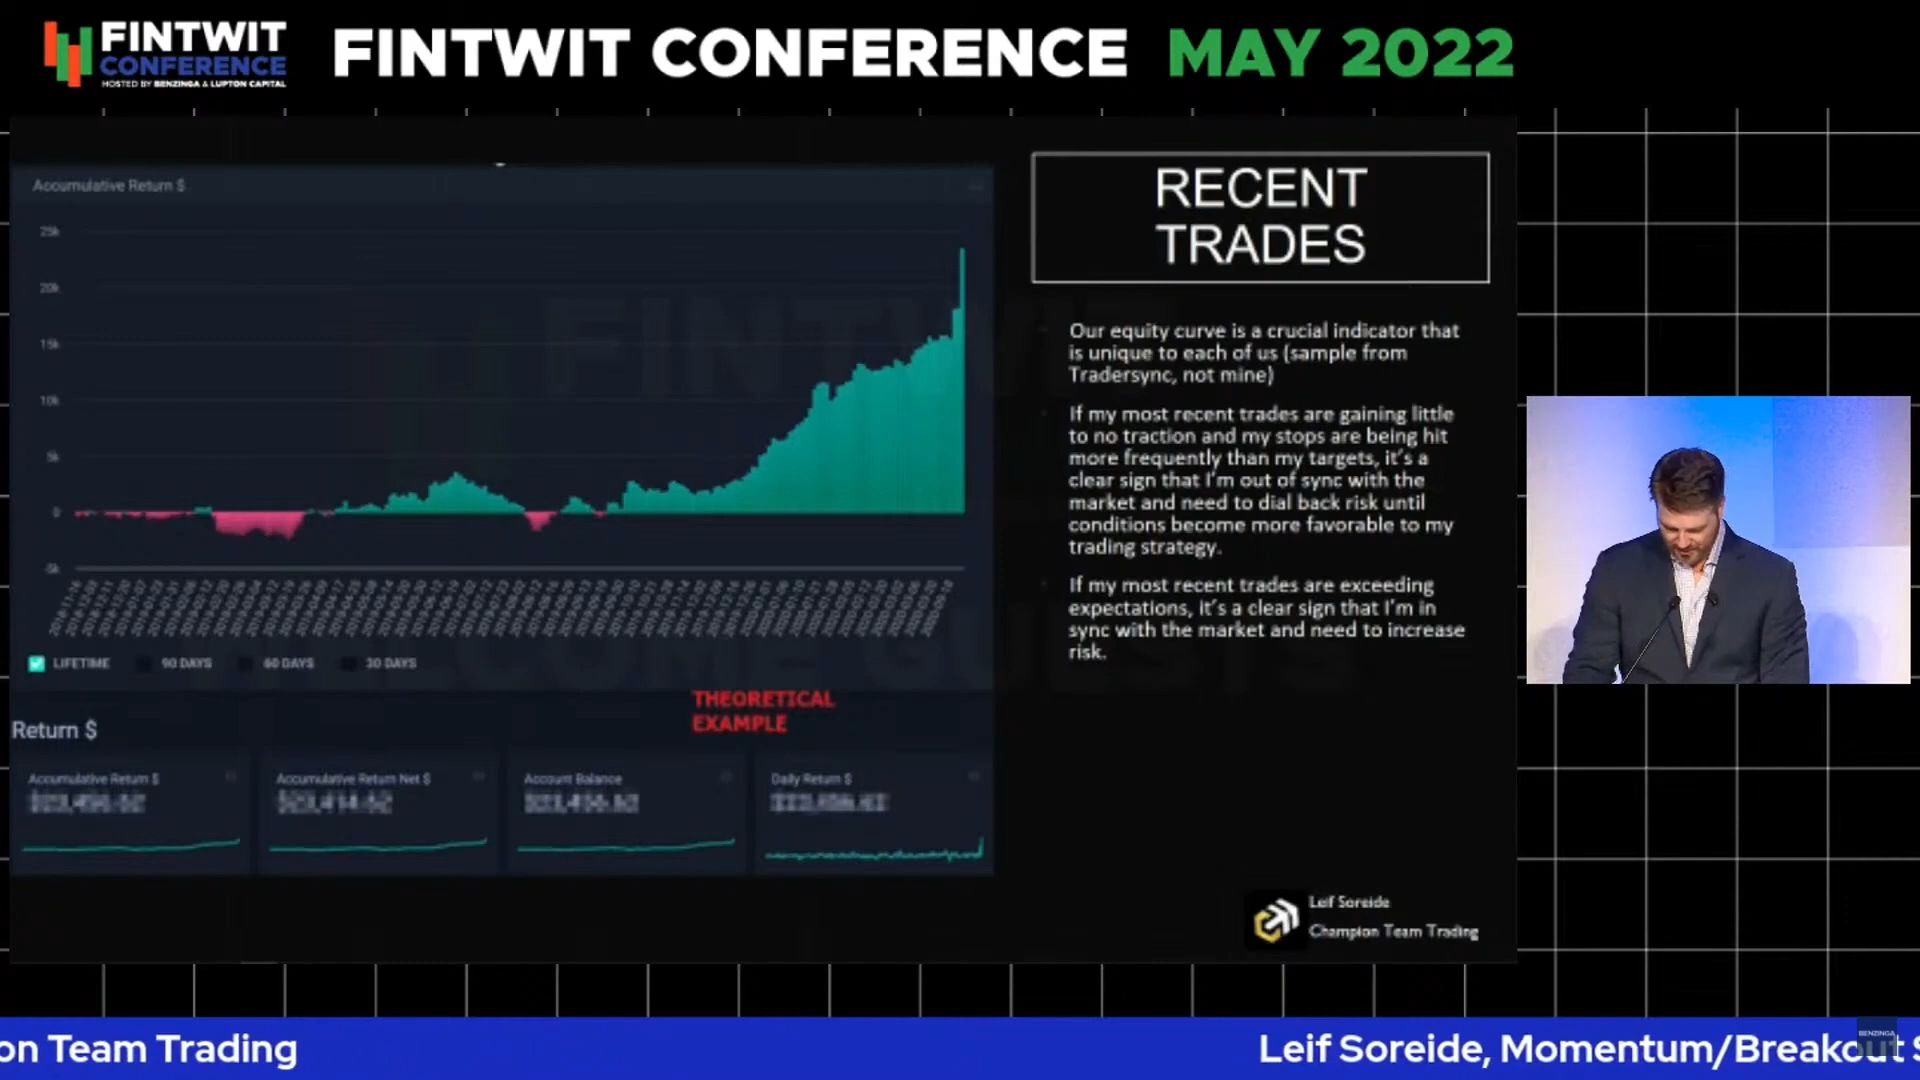 FINTWIT
CONFERENCE
HOSTED BY BENZINGA & LUPTON CAPITAL
FINTWIT CONFERENCE MAY 2022
Accumulative Return $
25k
20k
15k
10k
5k
0
-5k
LIFETIME 90 DAYS 60 DAYS 30 DAYS
THEORETICAL
EXAMPLE
Return $
Accumulative Return $
Accumulative Return Net $
Account Balance
Daily Return $
RECENT
TRADES
Our equity curve is a crucial indicator that
is unique to each of us (sample from
Tradersync, not mine)
If my most recent trades are gaining little
to no traction and my stops are being hit
more frequently than my targets, it's a
clear sign that I'm out of sync with the
market and need to dial back risk until
conditions become more favorable to my
trading strategy.
If my most recent trades are exceeding
expectations, it's a clear sign that I'm in
sync with the market and need to increase
risk.
Leif Soreide
Champion Team Trading
on Team Trading
Leif Soreide, Momentum/Breakout S
BENZINGA